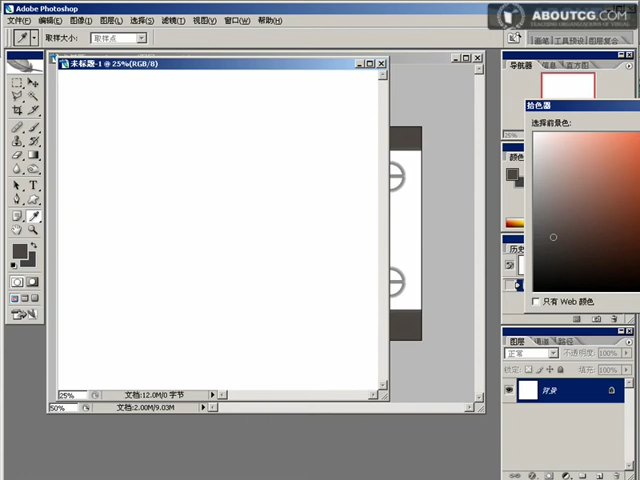 Adobe Photoshop
ABOUTCG.COM
文件(F) 编辑(E) 图像(I) 图层(L) 选择(S) 滤镜(T) 视图(V) 窗口(W) 帮助(H)
取样大小: 取样点
画笔 工具预设 图层复合
未标题-1 @ 25%(RGB/8)
导航器 信息 直方图
拾色器
选择前景色:
25%
颜色
历史
只有 Web 颜色
图层 通道 路径
正常 不透明度: 100%
锁定: 填充: 100%
背景
25% 文档:12.0M/0 字节
50% 文档:2.00M/9.03M